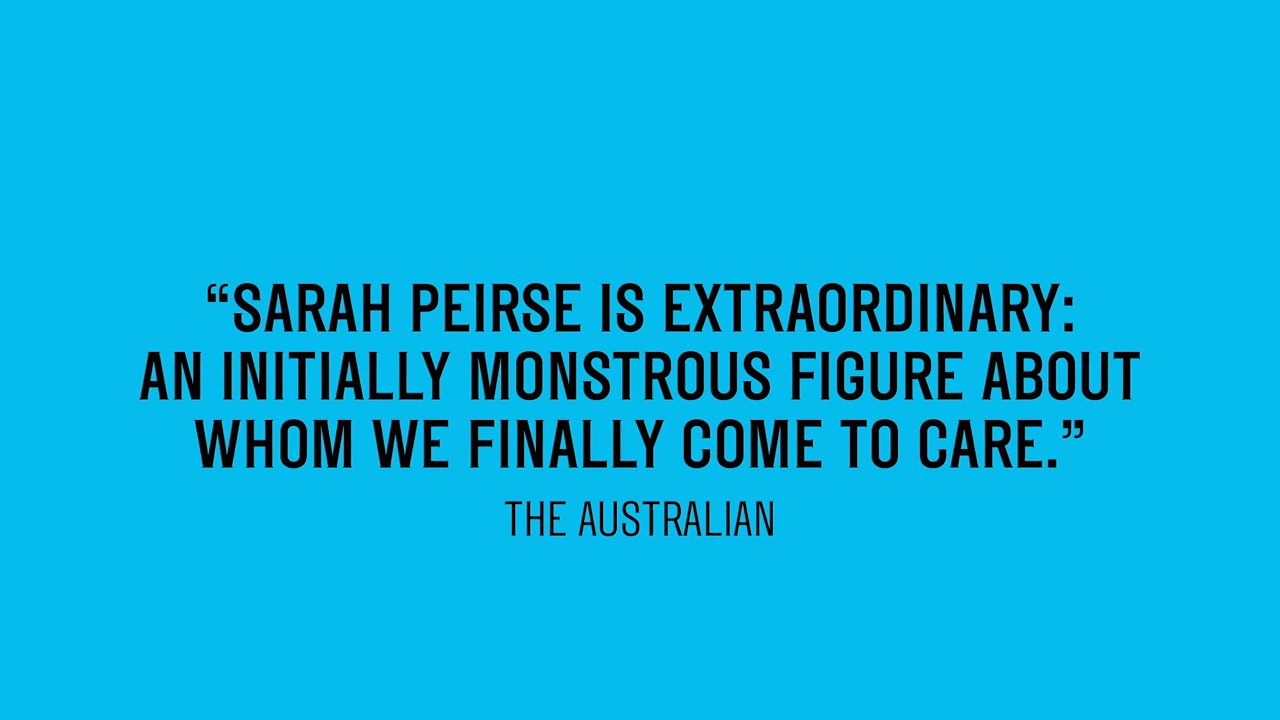 “SARAH PEIRSE IS EXTRAORDINARY:
AN INITIALLY MONSTROUS FIGURE ABOUT
WHOM WE FINALLY COME TO CARE.”
THE AUSTRALIAN